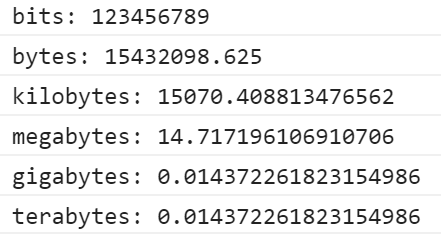 bits: 123456789
bytes: 15432098.625
kilobytes: 15070.408813476562
megabytes: 14.717196106910706
gigabytes: 0.014372261823154986
terabytes: 0.014372261823154986